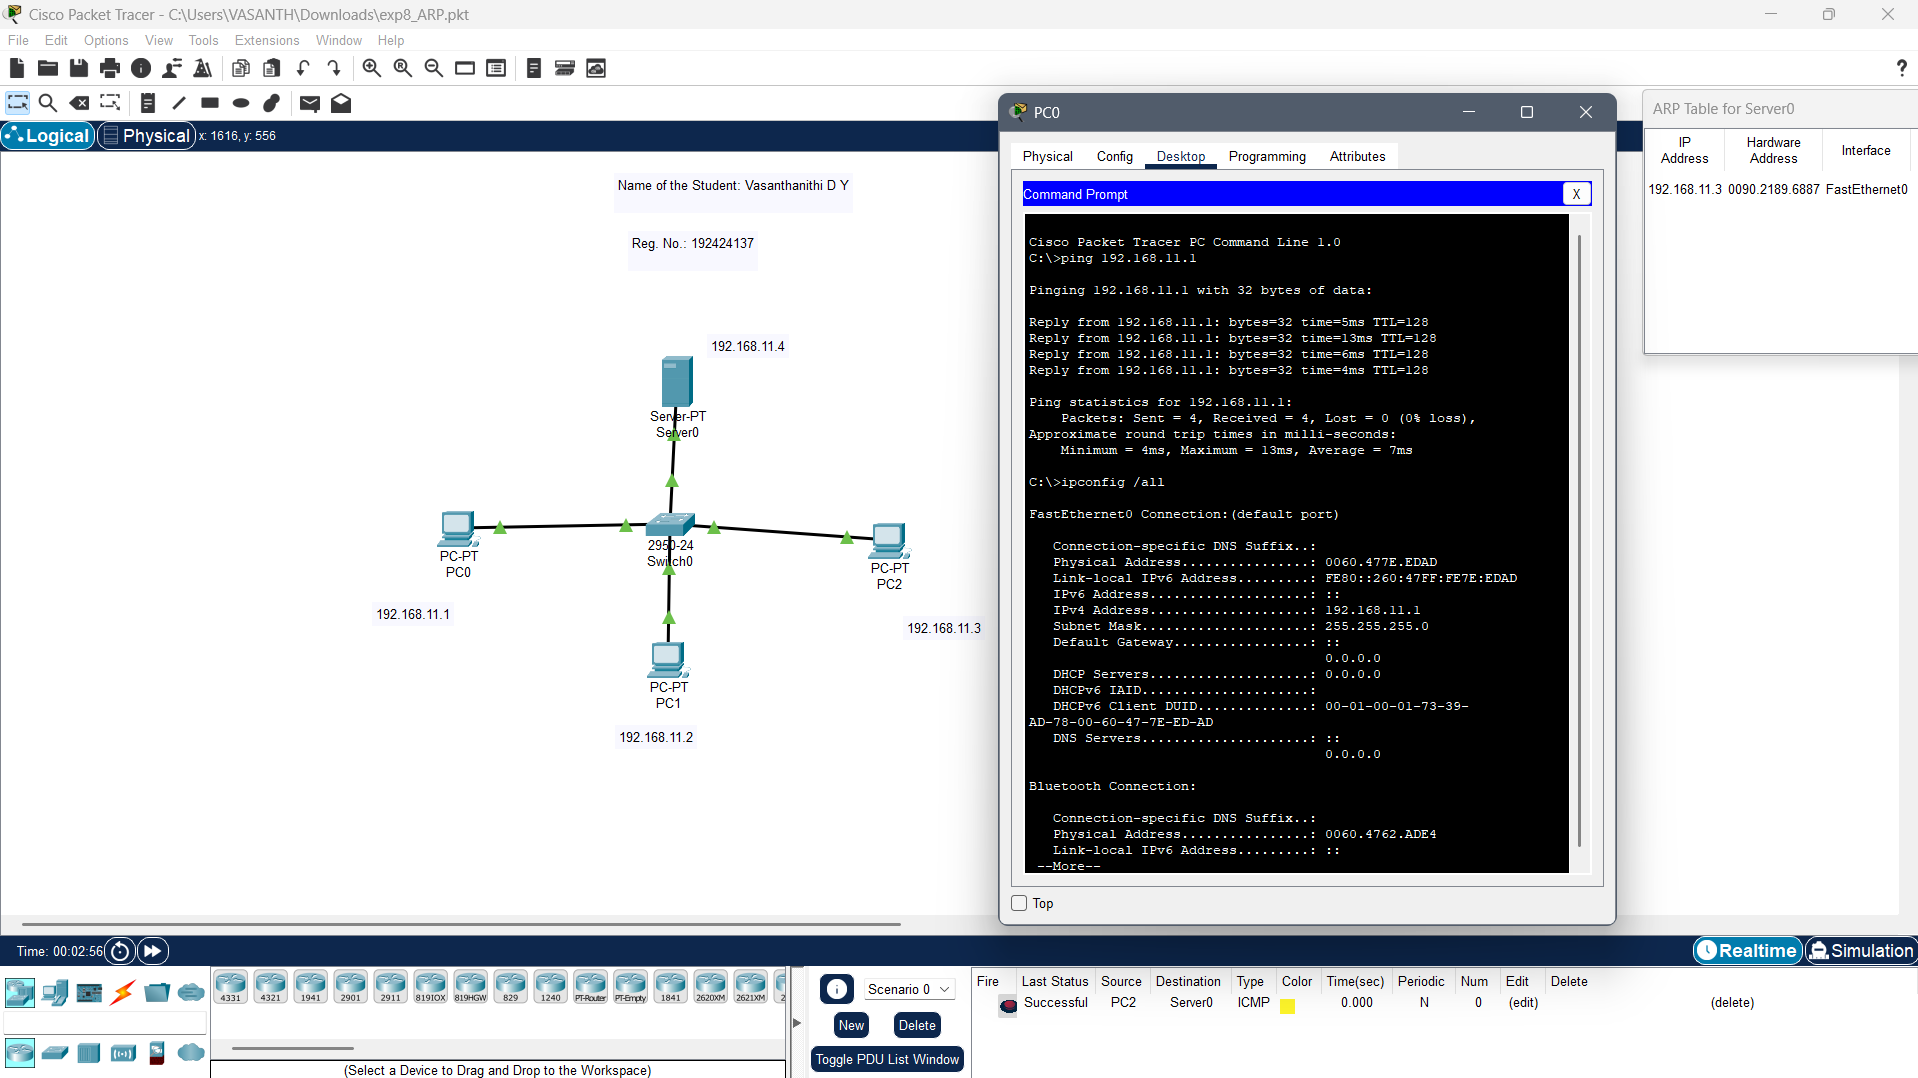 Cisco Packet Tracer - C:\Users\VASANTH\Downloads\exp8_ARP.pkt
File Edit Options View Tools Extensions Window Help
?
Logical Physical x: 1616, y: 556
Name of the Student: Vasanthanithi D Y
Reg. No.: 192424137
192.168.11.4
Server-PT
Server0
PC-PT
PC0
192.168.11.1
2950-24
Switch0
PC-PT
PC2
192.168.11.3
PC-PT
PC1
192.168.11.2
PC0
Physical Config Desktop Programming Attributes
Command Prompt X
Cisco Packet Tracer PC Command Line 1.0
C:\>ping 192.168.11.1
Pinging 192.168.11.1 with 32 bytes of data:
Reply from 192.168.11.1: bytes=32 time=5ms TTL=128
Reply from 192.168.11.1: bytes=32 time=13ms TTL=128
Reply from 192.168.11.1: bytes=32 time=6ms TTL=128
Reply from 192.168.11.1: bytes=32 time=4ms TTL=128
Ping statistics for 192.168.11.1:
Packets: Sent = 4, Received = 4, Lost = 0 (0% loss),
Approximate round trip times in milli-seconds:
Minimum = 4ms, Maximum = 13ms, Average = 7ms
C:\>ipconfig /all
FastEthernet0 Connection:(default port)
Connection-specific DNS Suffix..:
Physical Address................: 0060.477E.EDAD
Link-local IPv6 Address.........: FE80::260:47FF:FE7E:EDAD
IPv6 Address....................: ::
IPv4 Address....................: 192.168.11.1
Subnet Mask.....................: 255.255.255.0
Default Gateway.................: ::
0.0.0.0
DHCP Servers....................: 0.0.0.0
DHCPv6 IAID.....................:
DHCPv6 Client DUID..............: 00-01-00-01-73-39-
AD-78-00-60-47-7E-ED-AD
DNS Servers.....................: ::
0.0.0.0
Bluetooth Connection:
Connection-specific DNS Suffix..:
Physical Address................: 0060.4762.ADE4
Link-local IPv6 Address.........: ::
--More--
Top
ARP Table for Server0
IP Address Hardware Address Interface
192.168.11.3 0090.2189.6887 FastEthernet0
Time: 00:02:56
Realtime Simulation
4331 4321 1941 2901 2911 819IOX 819HGW 829 1240 PT-Router PT-Empty 1841 2620XM 2621XM 2
(Select a Device to Drag and Drop to the Workspace)
Scenario 0
New Delete
Toggle PDU List Window
Fire Last Status Source Destination Type Color Time(sec) Periodic Num Edit Delete
Successful PC2 Server0 ICMP 0.000 N 0 (edit) (delete)